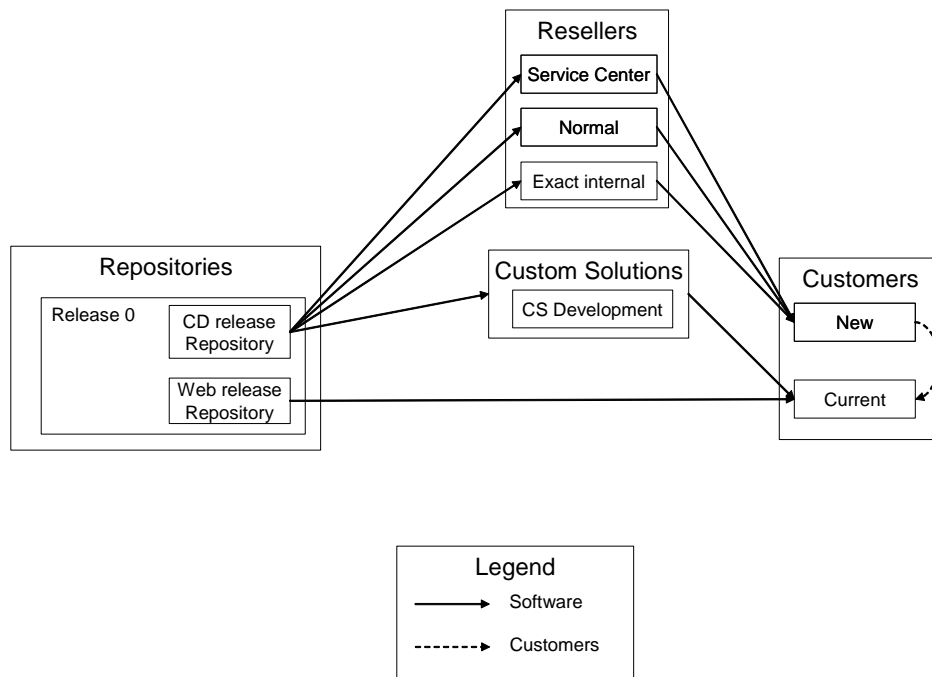 Resellers
Service Center
Normal
Exact internal
Repositories
Release 0
CD release
Repository
Web release
Repository
Custom Solutions
CS Development
Customers
New
Current
Legend
Software
Customers